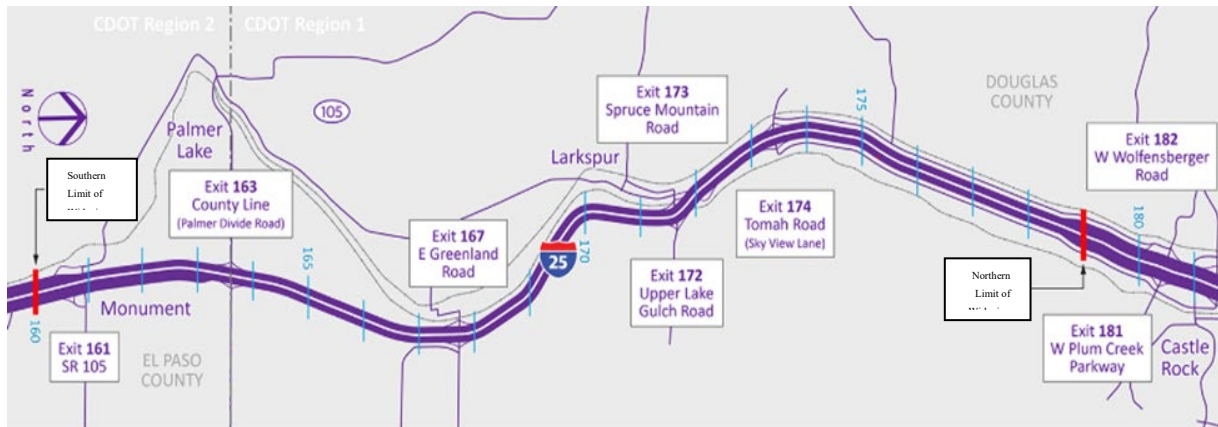 CDOT Region 2
CDOT Region 1
North
105
Palmer
Lake
Southern
Limit of
Exit 163
County Line
(Palmer Divide Road)
160
Monument
Exit 161
SR 105
EL PASO
COUNTY
165
Exit 167
E Greenland
Road
Larkspur
25
170
Exit 173
Spruce Mountain
Road
Exit 172
Upper Lake
Gulch Road
Exit 174
Tomah Road
(Sky View Lane)
175
DOUGLAS
COUNTY
Northern
Limit of
180
Exit 182
W Wolfensberger
Road
Exit 181
W Plum Creek
Parkway
Castle
Rock